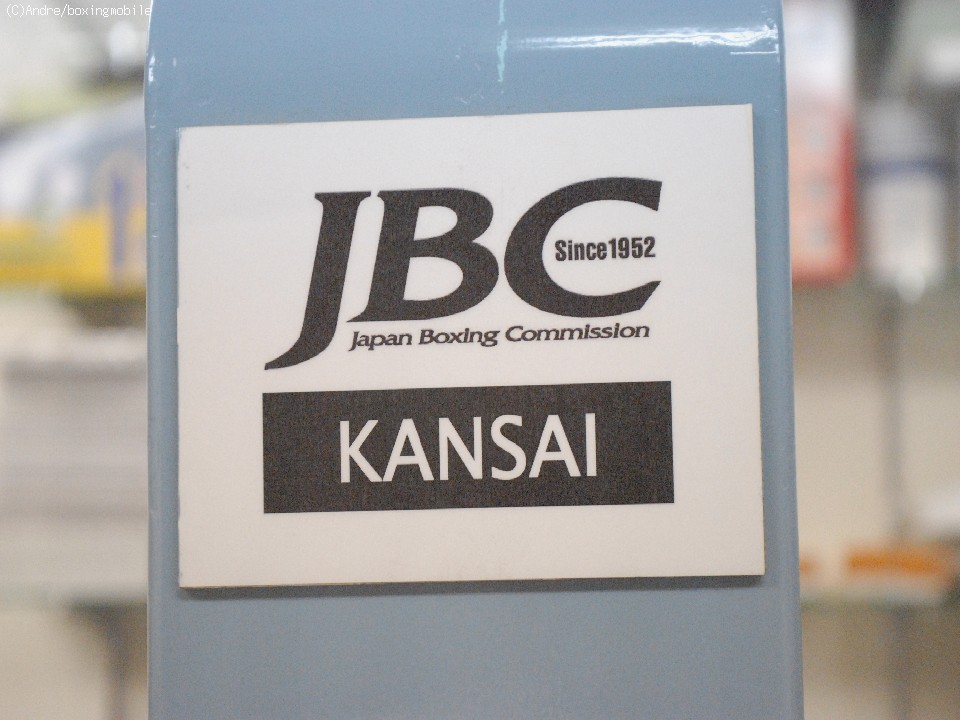 (C)Andre/boxingmobile
JBC
Since1952
Japan Boxing Commission
KANSAI